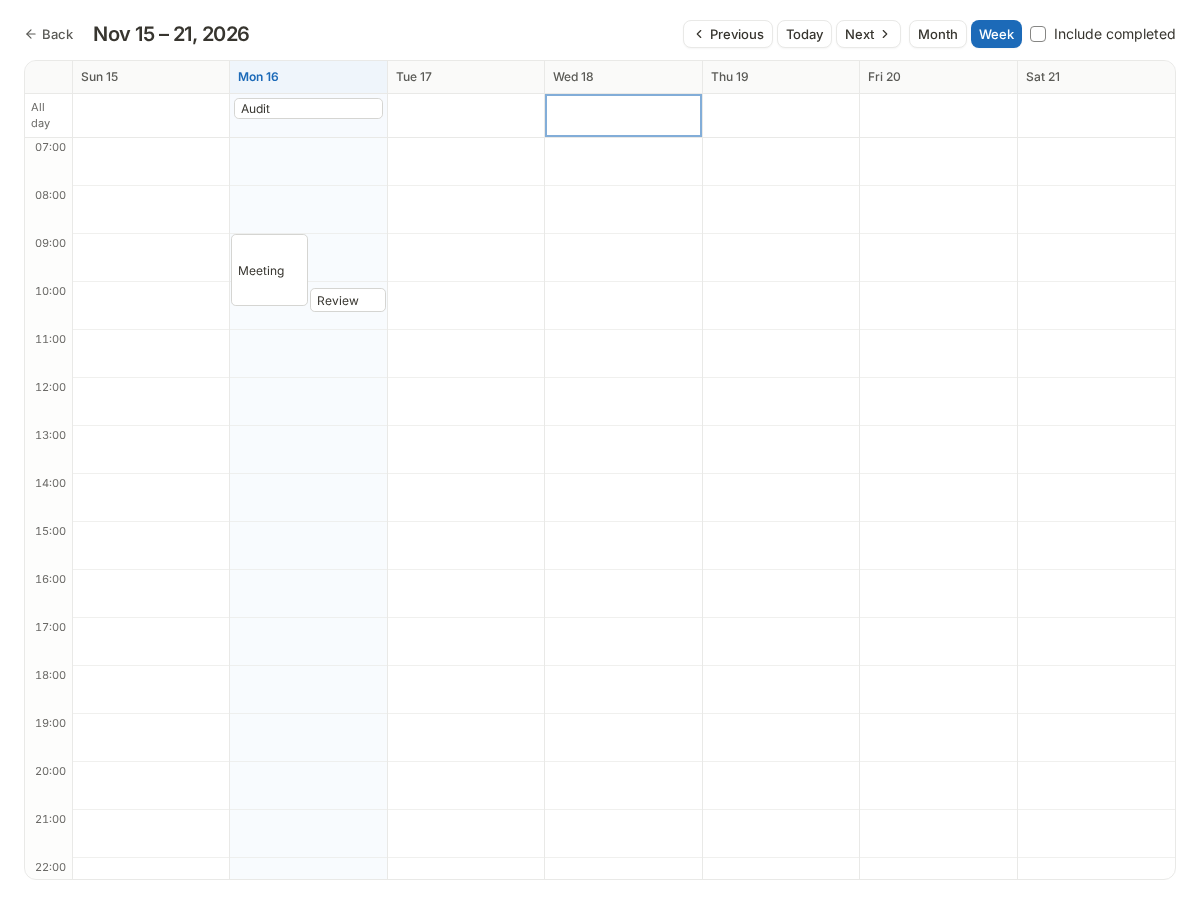 Back
Nov 15 – 21, 2026
Previous
Today
Next
Month
Week
Include completed
Sun 15
Mon 16
Tue 17
Wed 18
Thu 19
Fri 20
Sat 21
All
day
Audit
07:00
08:00
09:00
Meeting
10:00
Review
11:00
12:00
13:00
14:00
15:00
16:00
17:00
18:00
19:00
20:00
21:00
22:00